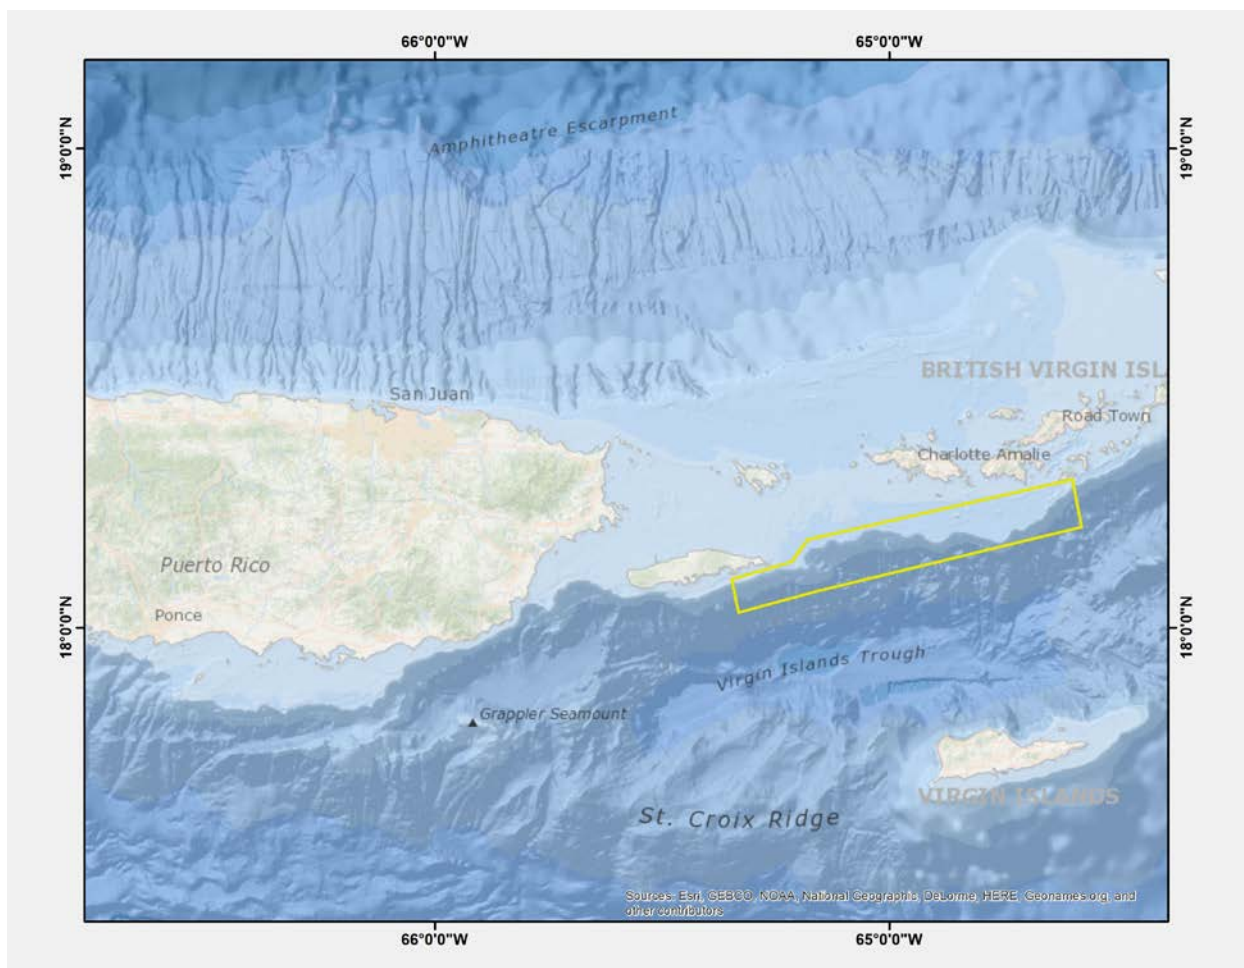 66°0'0"W
65°0'0"W
19°0'0"N
19°0'0"N
Amphitheatre Escarpment
BRITISH VIRGIN ISL
San Juan
Road Town
Charlotte Amalie
Puerto Rico
Ponce
18°0'0"N
18°0'0"N
Virgin Islands Trough
Grappler Seamount
VIRGIN ISLANDS
St. Croix Ridge
Sources: Esri, GEBCO, NOAA, National Geographic, DeLorme, HERE, Geonames.org, and
other contributors
66°0'0"W
65°0'0"W